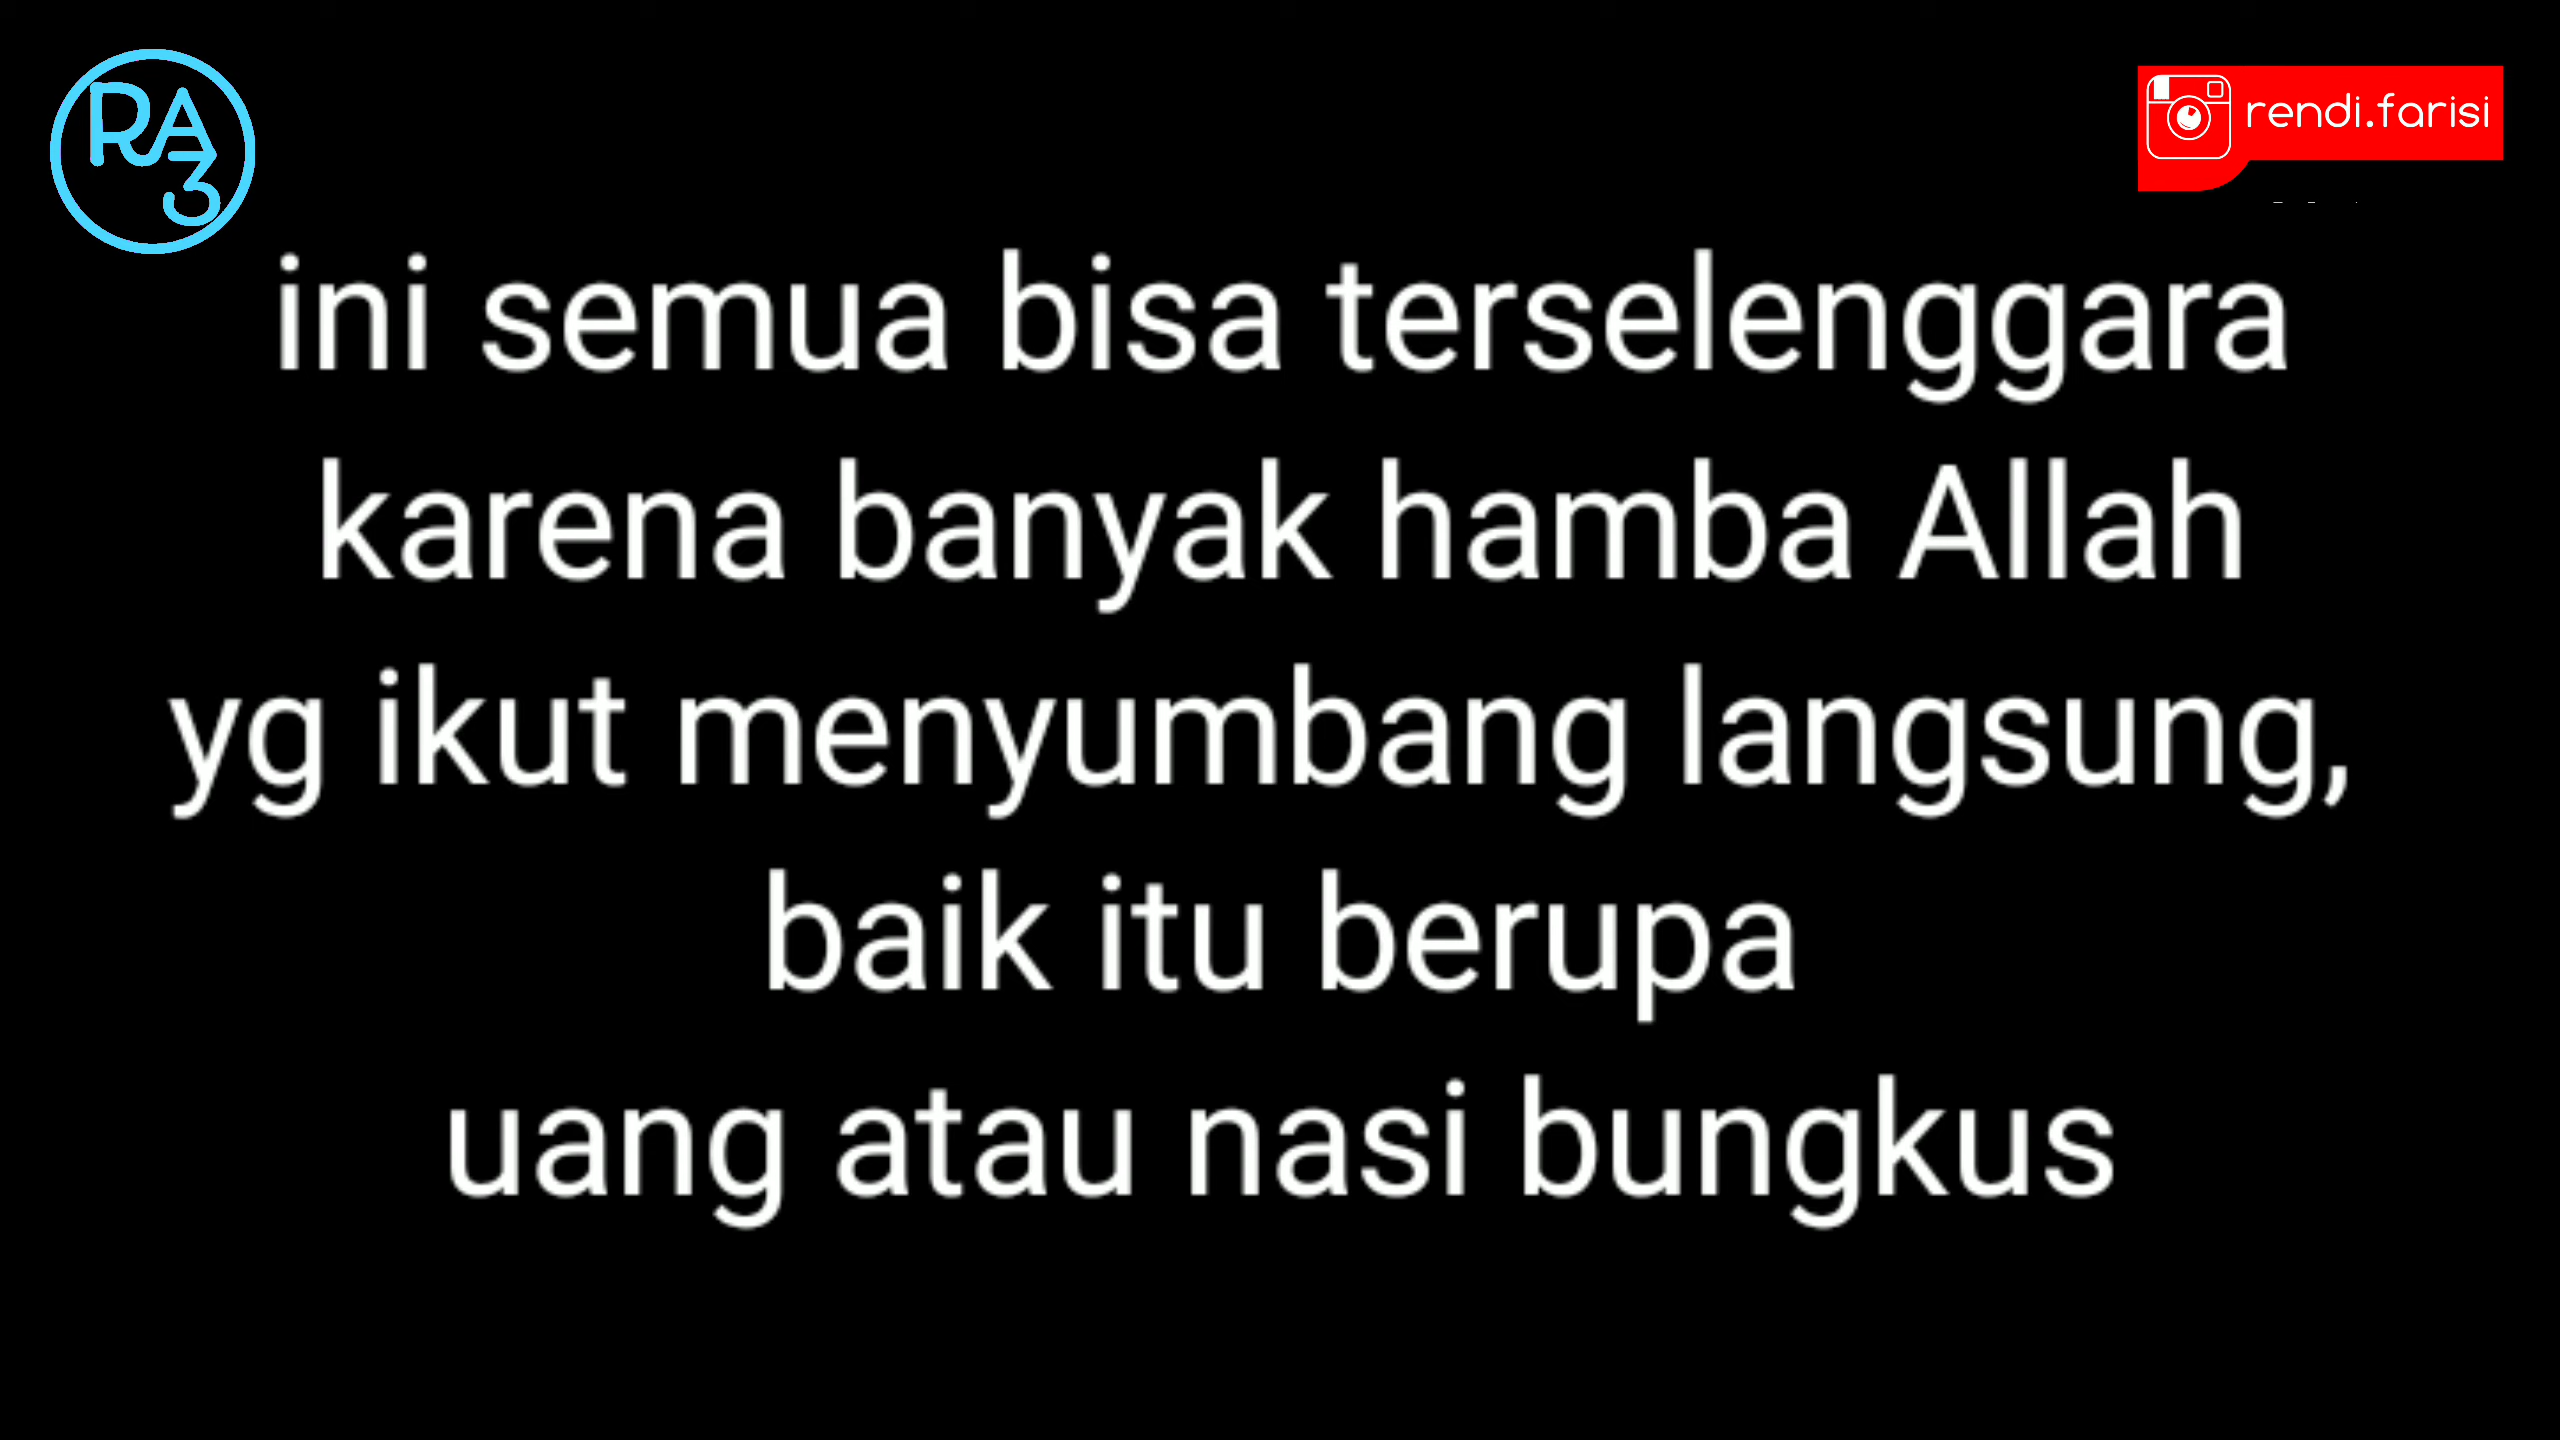 RA3
rendi.farisi
ini semua bisa terselenggara
karena banyak hamba Allah
yg ikut menyumbang langsung,
baik itu berupa
uang atau nasi bungkus